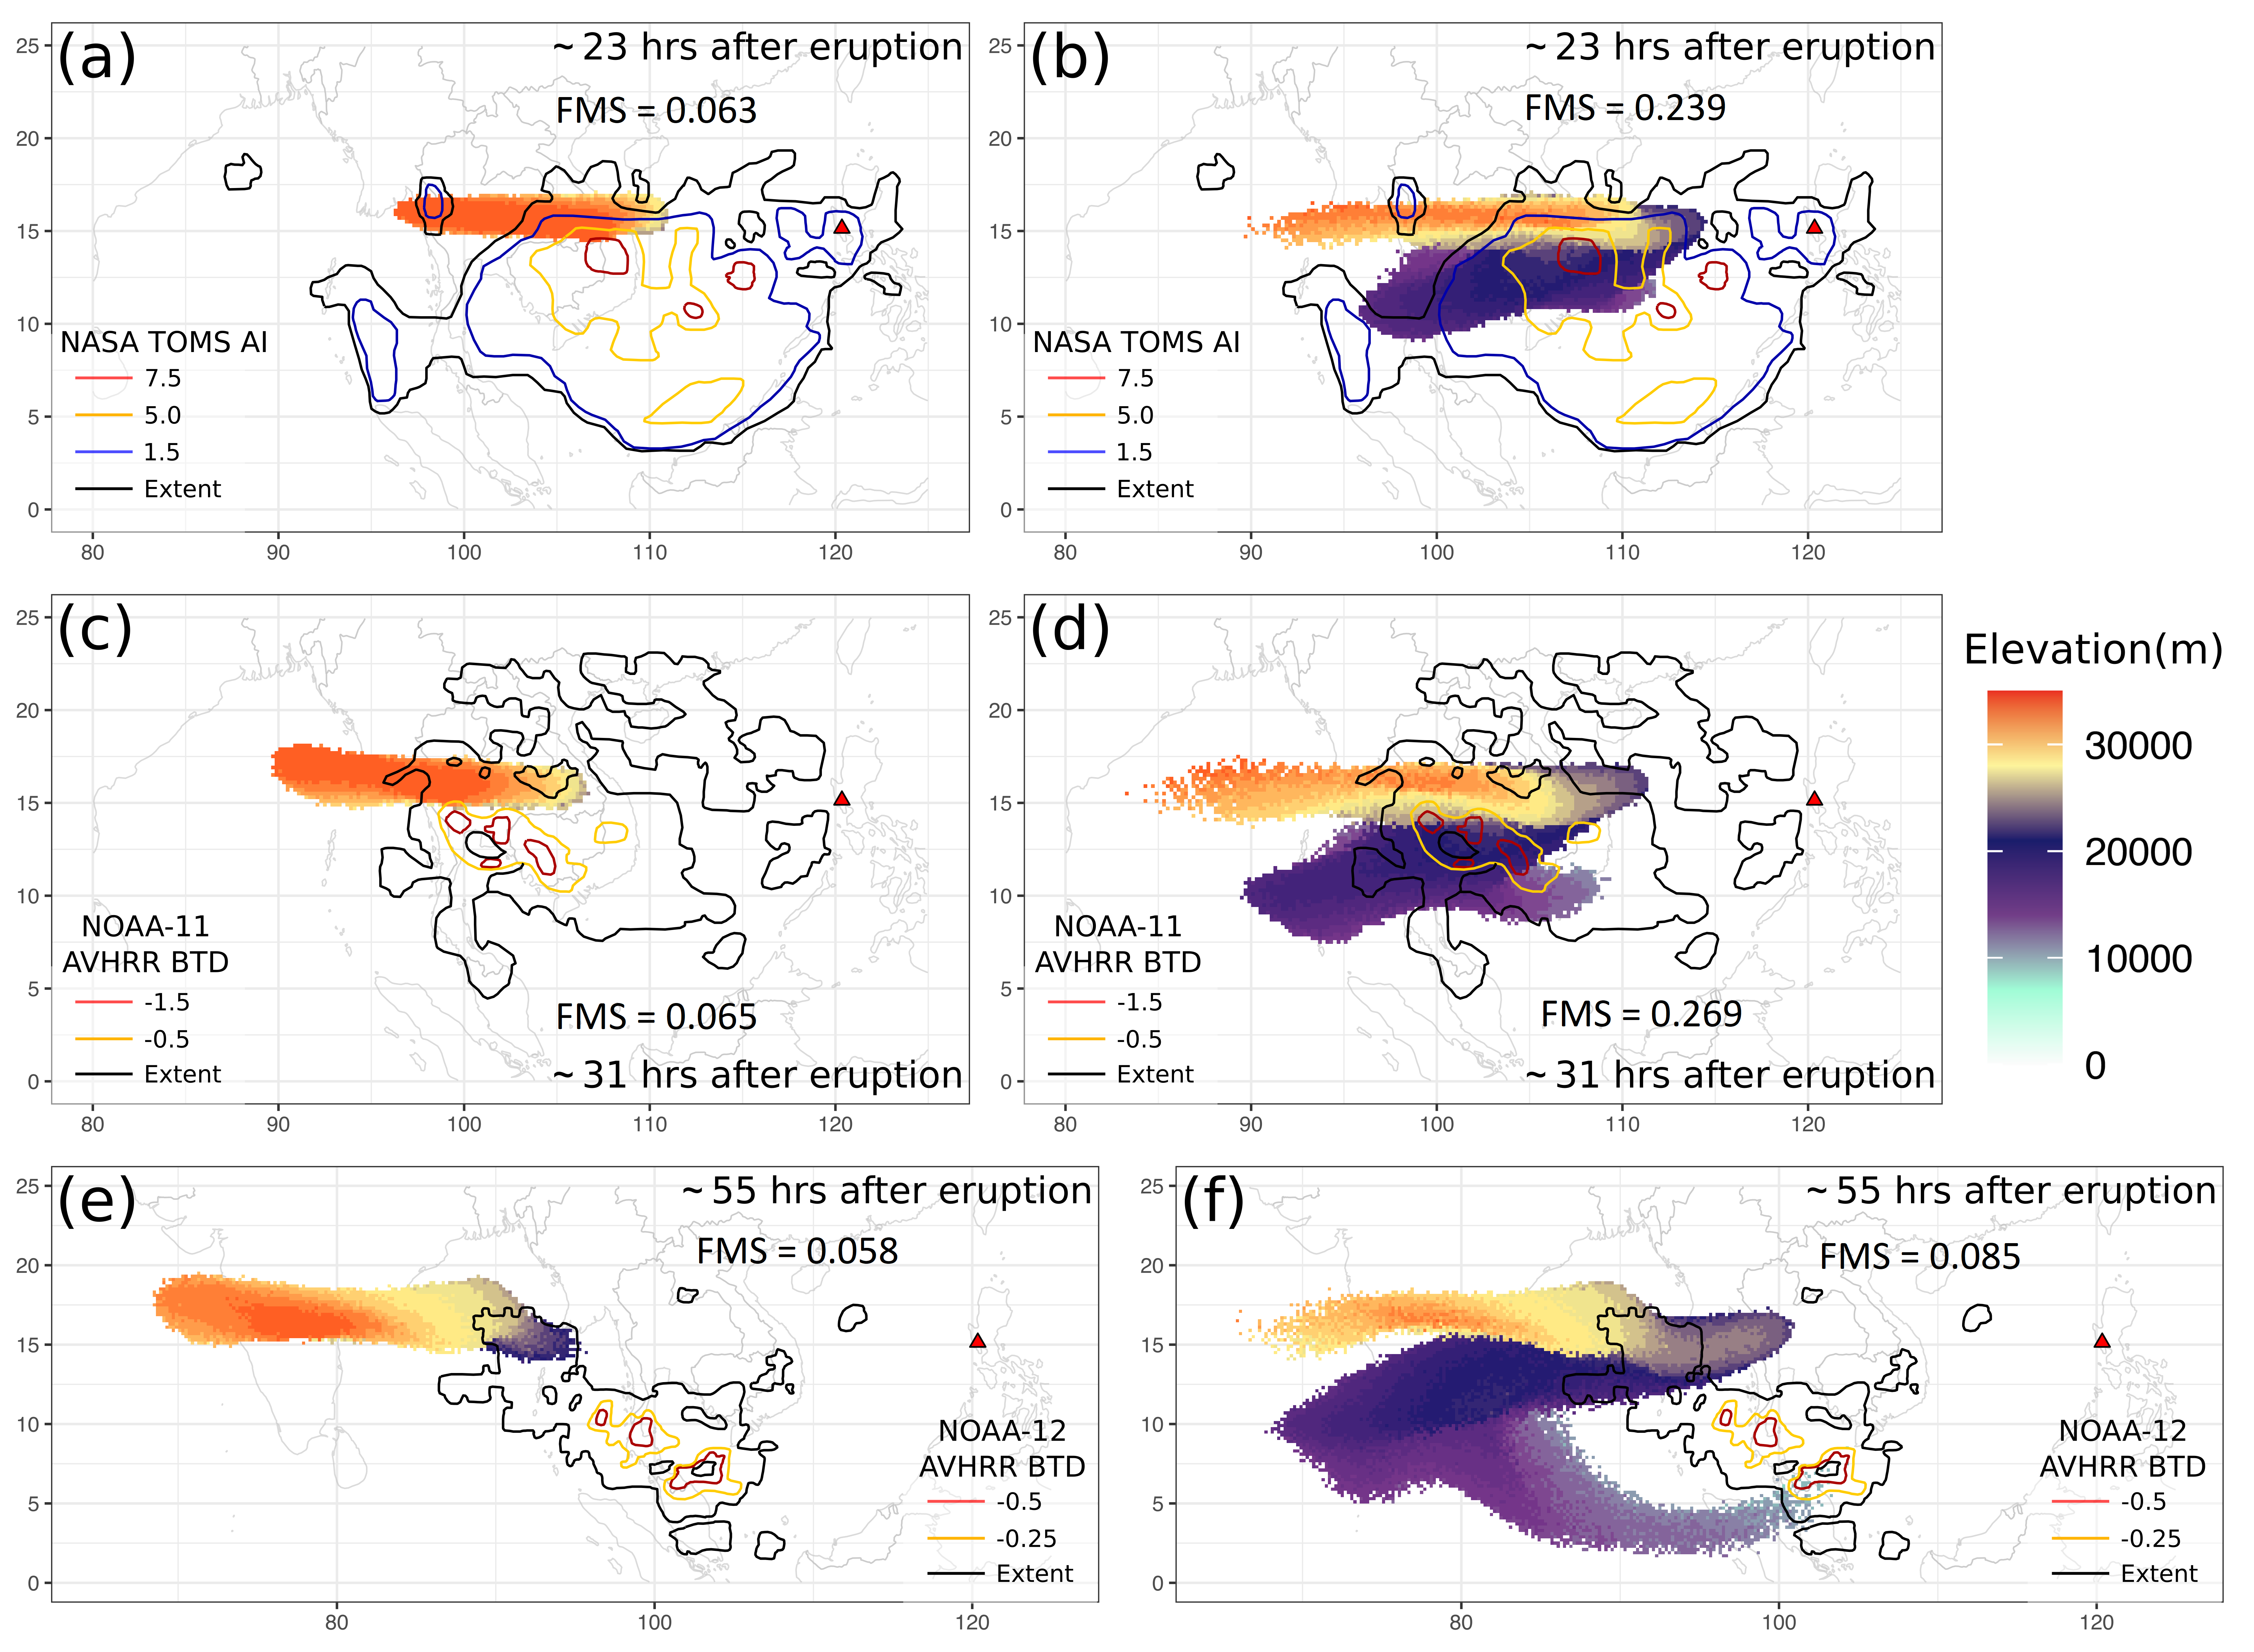 (a)
~23 hrs after eruption
FMS = 0.063
25
20
15
10
5
0
NASA TOMS AI
7.5
5.0
1.5
Extent
80 90 100 110 120
(b)
~23 hrs after eruption
FMS = 0.239
25
20
15
10
5
0
NASA TOMS AI
7.5
5.0
1.5
Extent
80 90 100 110 120
(c)
25
20
15
10
5
0
NOAA-11
AVHRR BTD
-1.5
-0.5
Extent
FMS = 0.065
~31 hrs after eruption
80 90 100 110 120
(d)
25
20
15
10
5
0
NOAA-11
AVHRR BTD
-1.5
-0.5
Extent
FMS = 0.269
~31 hrs after eruption
80 90 100 110 120
Elevation(m)
30000
20000
10000
0
(e)
~55 hrs after eruption
FMS = 0.058
25
20
15
10
5
0
NOAA-12
AVHRR BTD
-0.5
-0.25
Extent
80 100 120
(f)
~55 hrs after eruption
FMS = 0.085
25
20
15
10
5
0
NOAA-12
AVHRR BTD
-0.5
-0.25
Extent
80 100 120